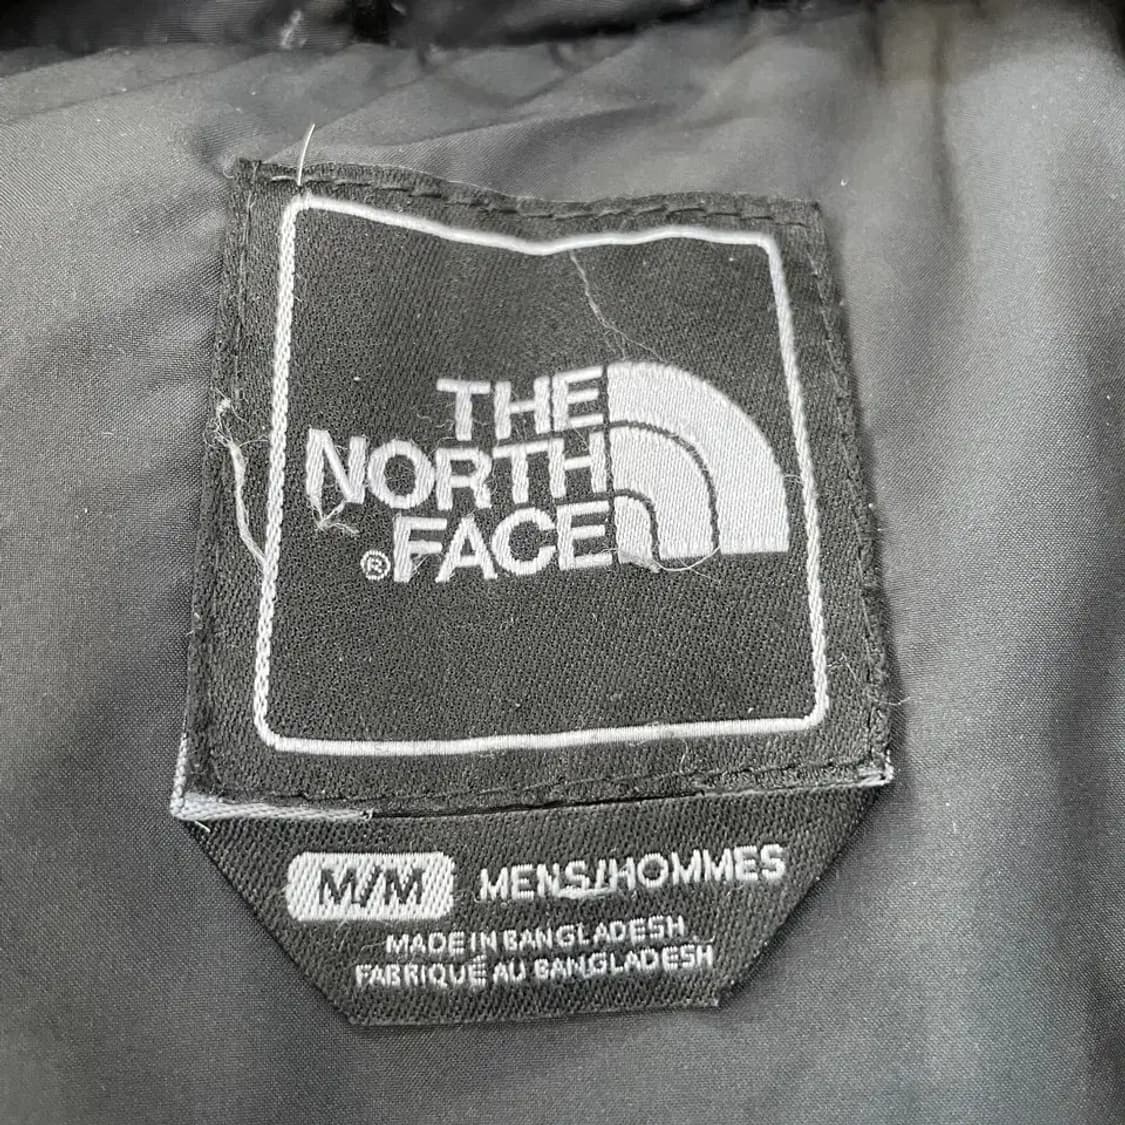 THE
NORTH
® FACE
M/M MENS/HOMMES
MADE IN BANGLADESH
FABRIQUÉ AU BANGLADESH